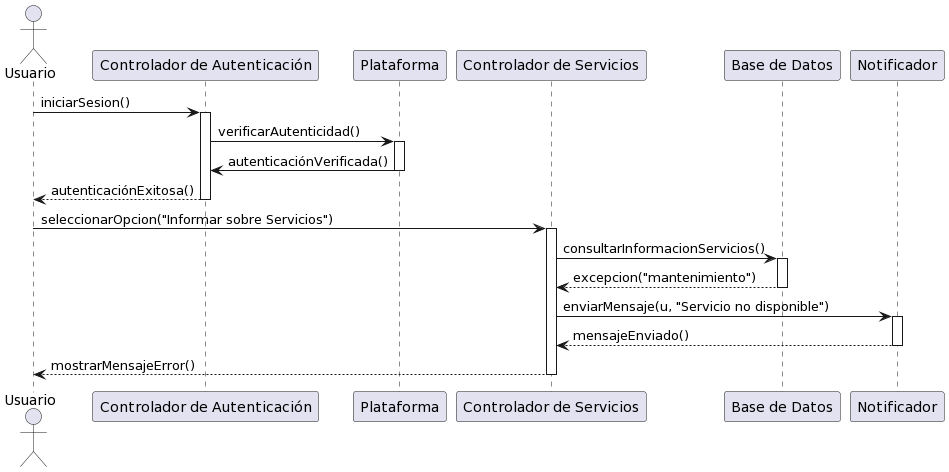 Usuario
Controlador de Autenticación
Plataforma
Controlador de Servicios
Base de Datos
Notificador
iniciarSesion()
verificarAutenticidad()
autenticaciónVerificada()
autenticaciónExitosa()
seleccionarOpcion("Informar sobre Servicios")
consultarInformacionServicios()
excepcion("mantenimiento")
enviarMensaje(u, "Servicio no disponible")
mensajeEnviado()
mostrarMensajeError()
Usuario
Controlador de Autenticación
Plataforma
Controlador de Servicios
Base de Datos
Notificador